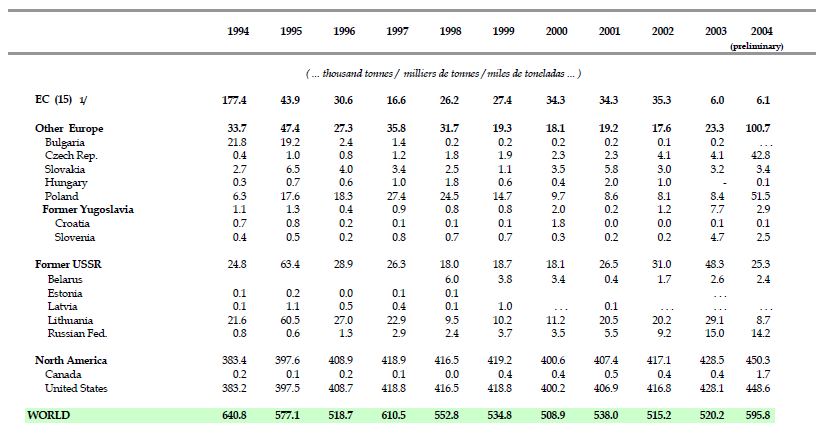 1994 1995 1996 1997 1998 1999 2000 2001 2002 2003 2004
(preliminary)
( ... thousand tonnes / milliers de tonnes / miles de toneladas ... )
EC (15) 1/ 177.4 43.9 30.6 16.6 26.2 27.4 34.3 34.3 35.3 6.0 6.1
Other Europe 33.7 47.4 27.3 35.8 31.7 19.3 18.1 19.2 17.6 23.3 100.7
Bulgaria 21.8 19.2 2.4 1.4 0.2 0.2 0.2 0.2 0.1 0.2 ...
Czech Rep. 0.4 1.0 0.8 1.2 1.8 1.9 2.3 2.3 4.1 4.1 42.8
Slovakia 2.7 6.5 4.0 3.4 2.5 1.1 3.5 5.8 3.0 3.2 3.4
Hungary 0.3 0.7 0.6 1.0 1.8 0.6 0.4 2.0 1.0 - 0.1
Poland 6.3 17.6 18.3 27.4 24.5 14.7 9.7 8.6 8.1 8.4 51.5
Former Yugoslavia 1.1 1.3 0.4 0.9 0.8 0.8 2.0 0.2 1.2 7.7 2.9
Croatia 0.7 0.8 0.2 0.1 0.1 0.1 1.8 0.0 0.0 0.1 0.1
Slovenia 0.4 0.5 0.2 0.8 0.7 0.7 0.3 0.2 0.2 4.7 2.5
Former USSR 24.8 63.4 28.9 26.3 18.0 18.7 18.1 26.5 31.0 48.3 25.3
Belarus 6.0 3.8 3.4 0.4 1.7 2.6 2.4
Estonia 0.1 0.2 0.0 0.1 0.1 ...
Latvia 0.1 1.1 0.5 0.4 0.1 1.0 ... 0.1 ... ... ...
Lithuania 21.6 60.5 27.0 22.9 9.5 10.2 11.2 20.5 20.2 29.1 8.7
Russian Fed. 0.8 0.6 1.3 2.9 2.4 3.7 3.5 5.5 9.2 15.0 14.2
North America 383.4 397.6 408.9 418.9 416.5 419.2 400.6 407.4 417.1 428.5 450.3
Canada 0.2 0.1 0.2 0.1 0.0 0.4 0.4 0.5 0.4 0.4 1.7
United States 383.2 397.5 408.7 418.8 416.5 418.8 400.2 406.9 416.8 428.1 448.6
WORLD 640.8 577.1 518.7 610.5 552.8 534.8 508.9 538.0 515.2 520.2 595.8